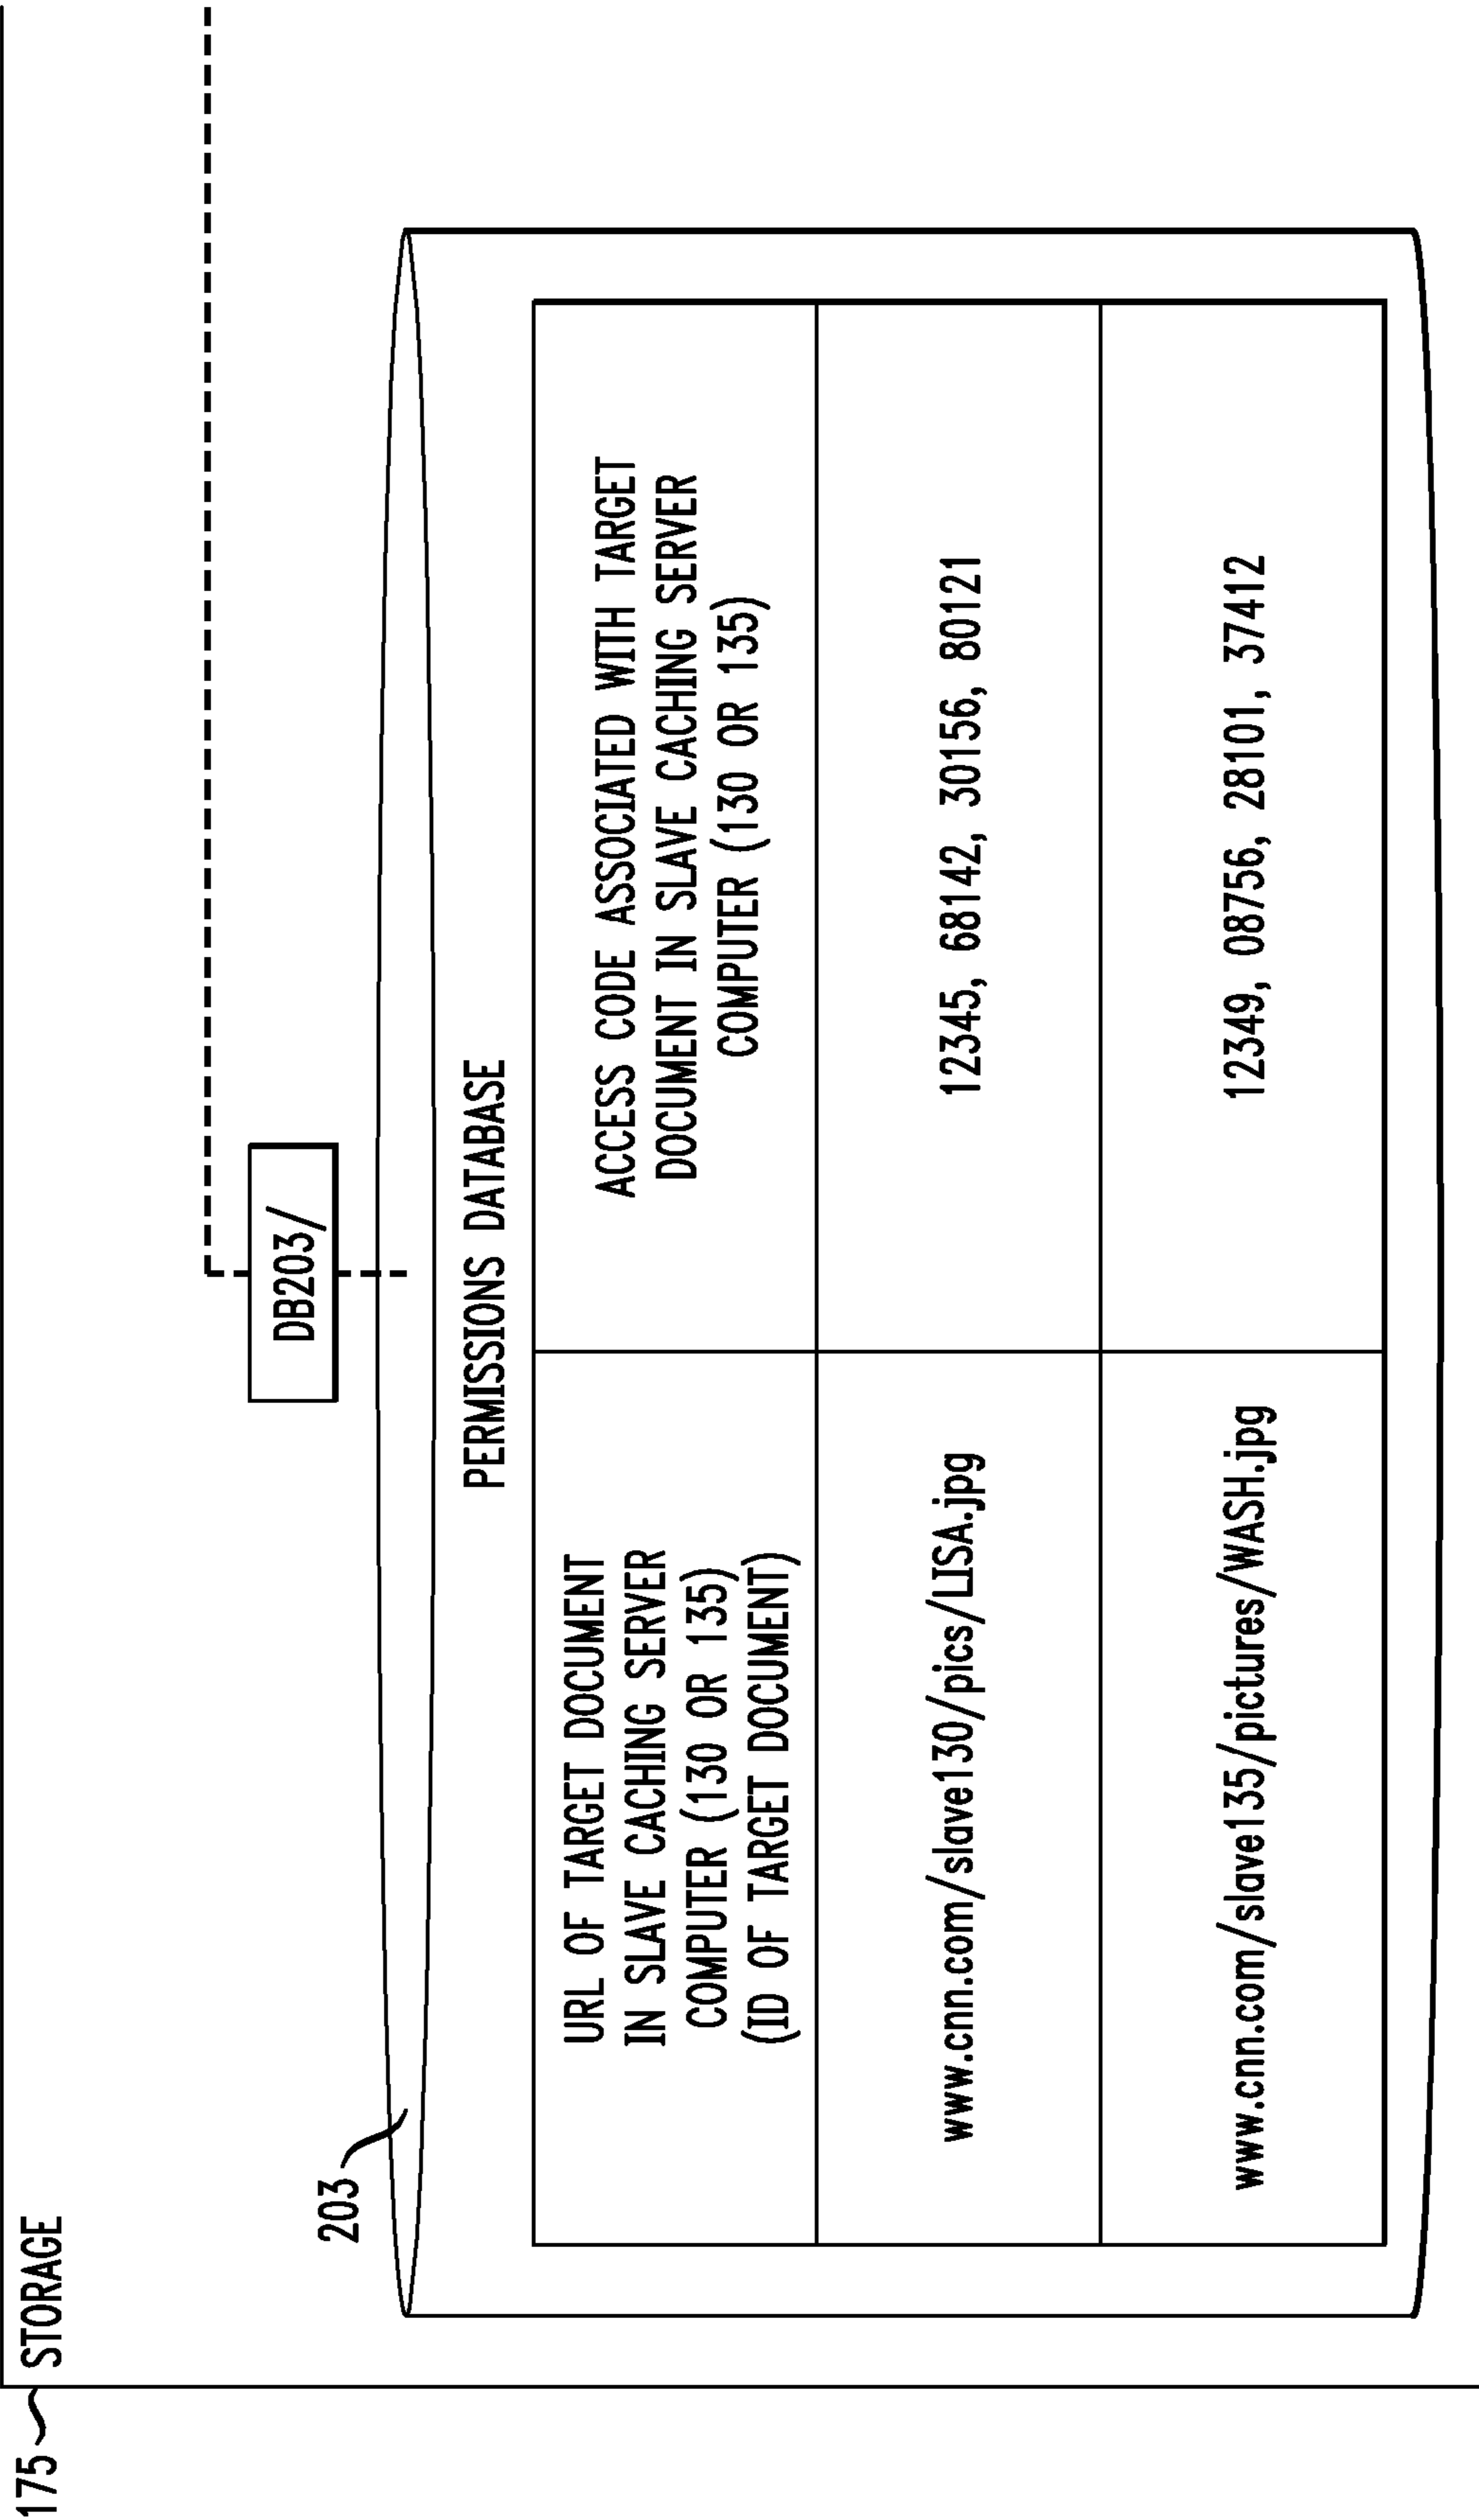 175
STORAGE
DB203/
203
PERMISSIONS DATABASE
URL OF TARGET DOCUMENT
IN SLAVE CACHING SERVER
COMPUTER (130 OR 135)
(ID OF TARGET DOCUMENT)
ACCESS CODE ASSOCIATED WITH TARGET
DOCUMENT IN SLAVE CACHING SERVER
COMPUTER (130 OR 135)
www.cnn.com/slave130/pics/LISA.jpg
12345, 68142, 30156, 80121
www.cnn.com/slave135/pictures/WASH.jpg
12349, 08756, 28101, 37412